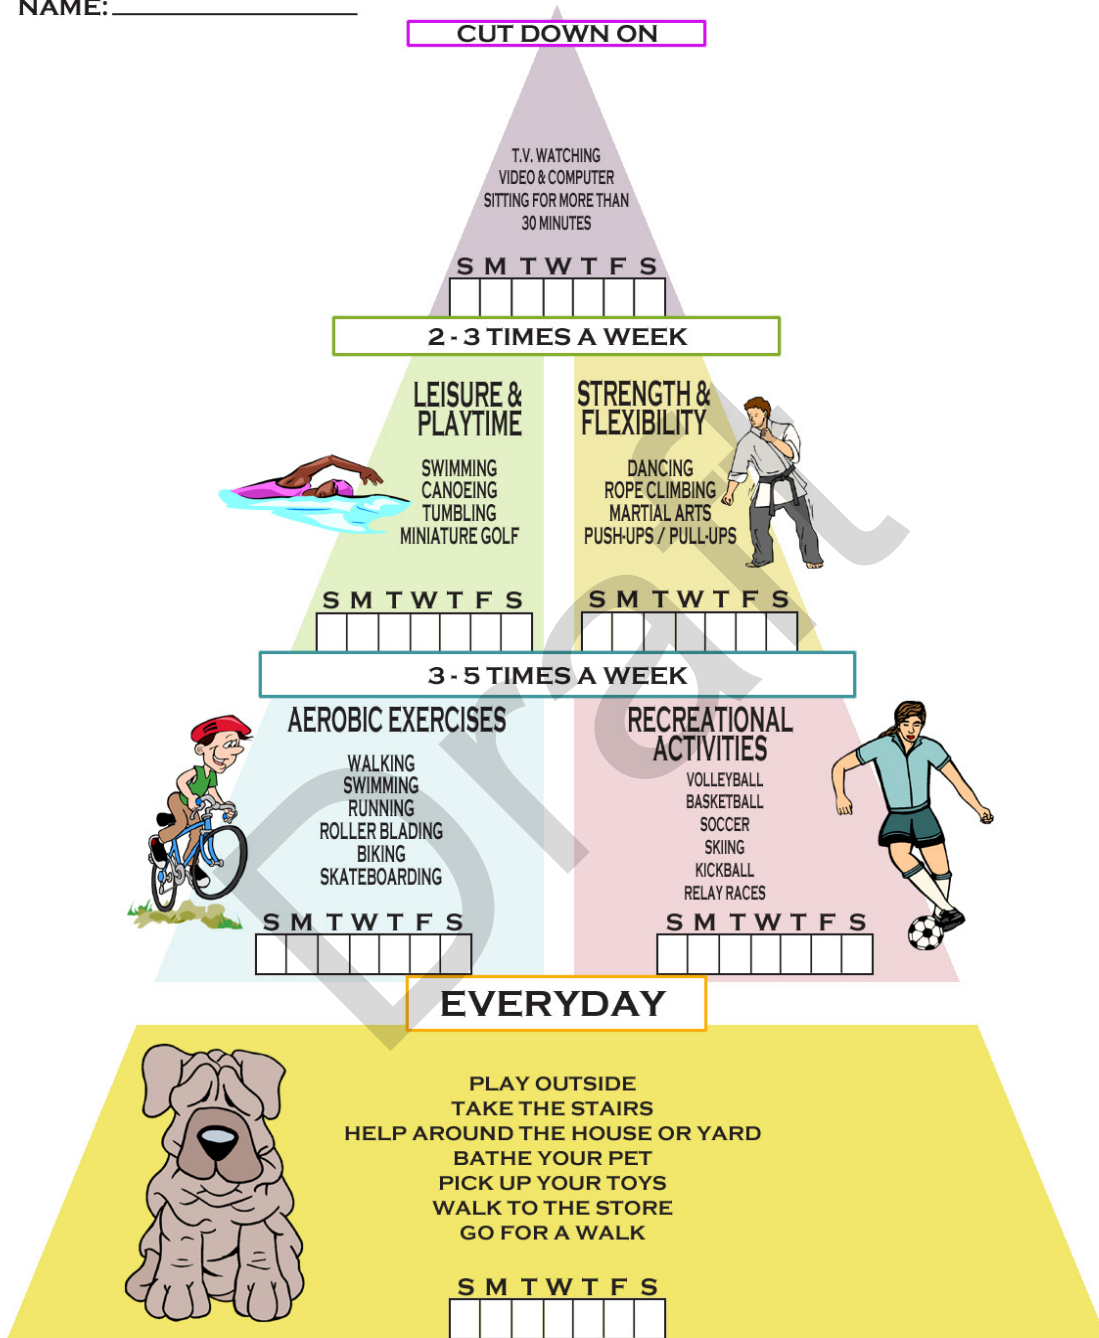 NAME:
CUT DOWN ON
T.V. WATCHING
VIDEO & COMPUTER
SITTING FOR MORE THAN
30 MINUTES
S M T W T F S
2 - 3 TIMES A WEEK
LEISURE &
PLAYTIME
SWIMMING
CANOEING
TUMBLING
MINIATURE GOLF
S M T W T F S
STRENGTH &
FLEXIBILITY
DANCING
ROPE CLIMBING
MARTIAL ARTS
PUSH-UPS / PULL-UPS
S M T W T F S
3 - 5 TIMES A WEEK
AEROBIC EXERCISES
WALKING
SWIMMING
RUNNING
ROLLER BLADING
BIKING
SKATEBOARDING
S M T W T F S
RECREATIONAL
ACTIVITIES
VOLLEYBALL
BASKETBALL
SOCCER
SKIING
KICKBALL
RELAY RACES
S M T W T F S
EVERYDAY
PLAY OUTSIDE
TAKE THE STAIRS
HELP AROUND THE HOUSE OR YARD
BATHE YOUR PET
PICK UP YOUR TOYS
WALK TO THE STORE
GO FOR A WALK
S M T W T F S
Draft